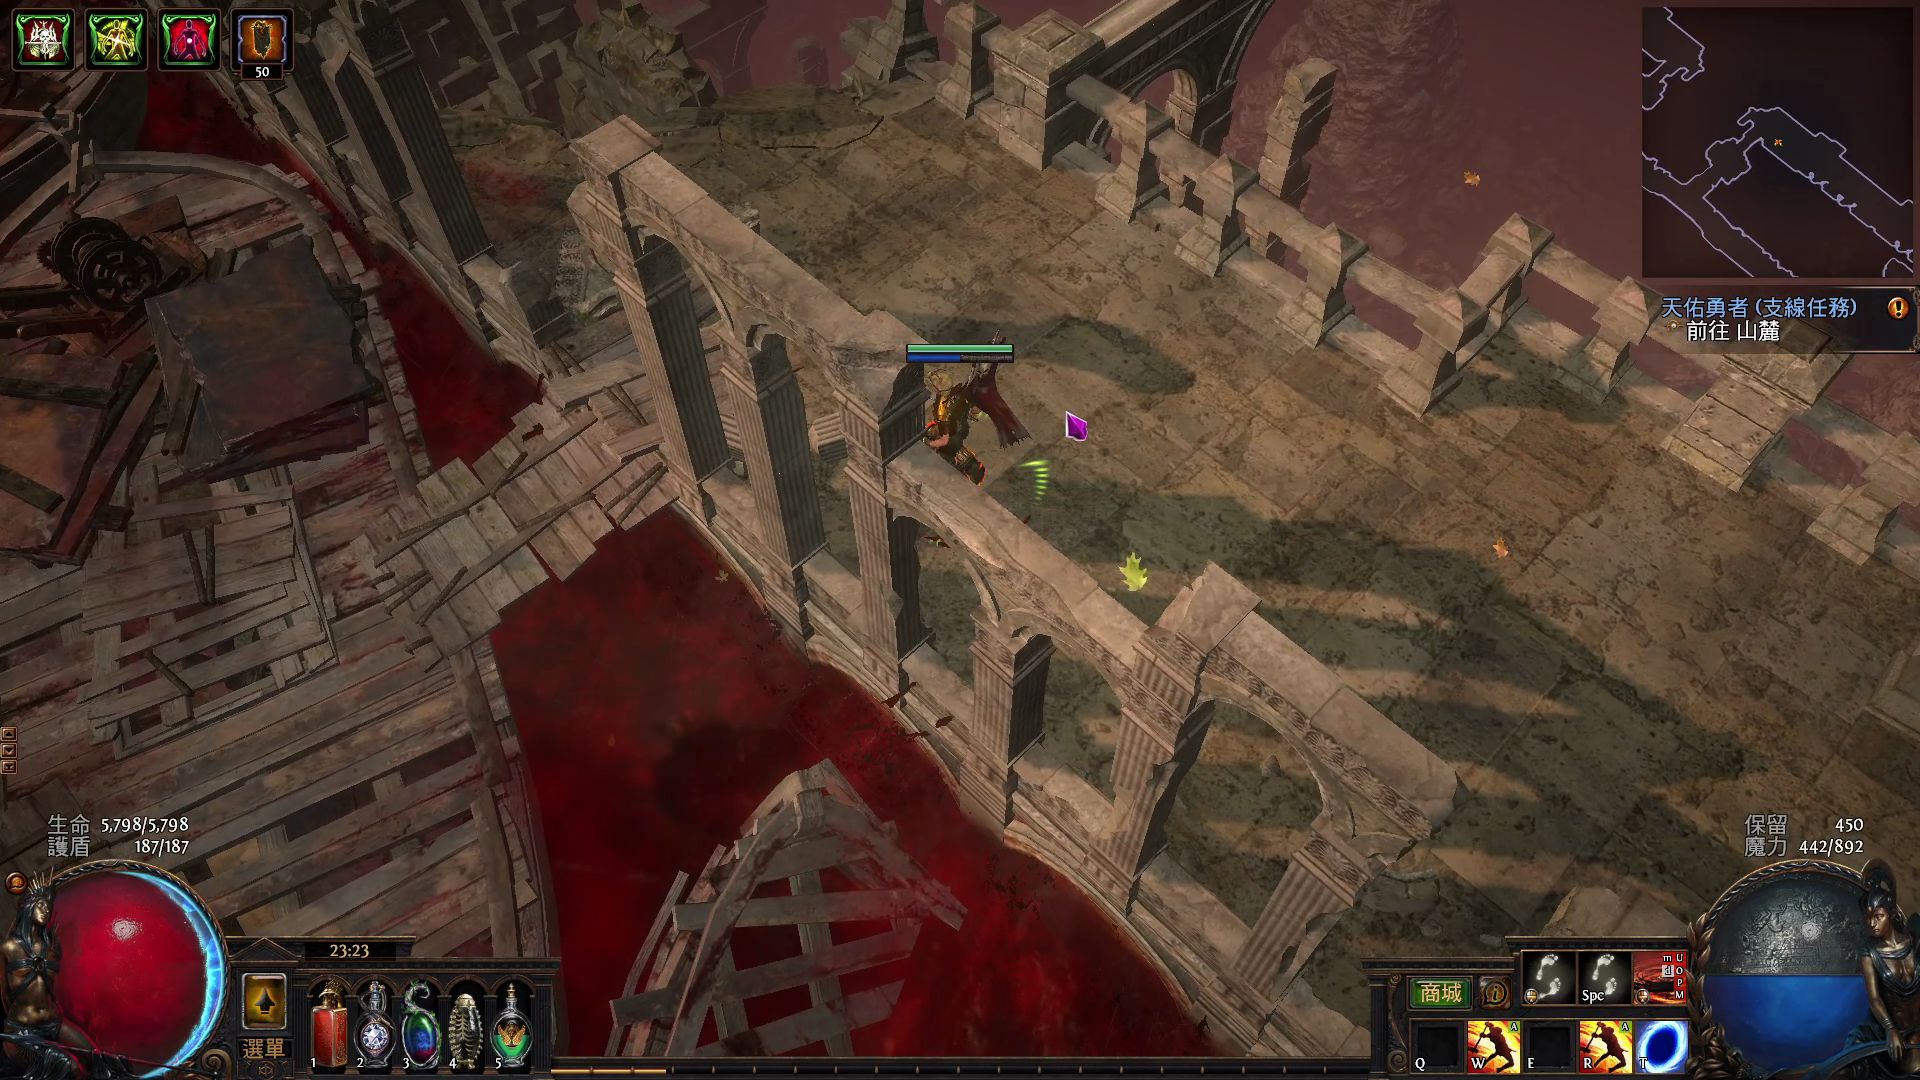 50
天佑勇者 (支線任務)
前往 山麓
生命 5,798/5,798
護盾 187/187
保留 450
魔力 442/892
23:23
選單
1 2 3 4 5
商城
Spc
Q W E R T